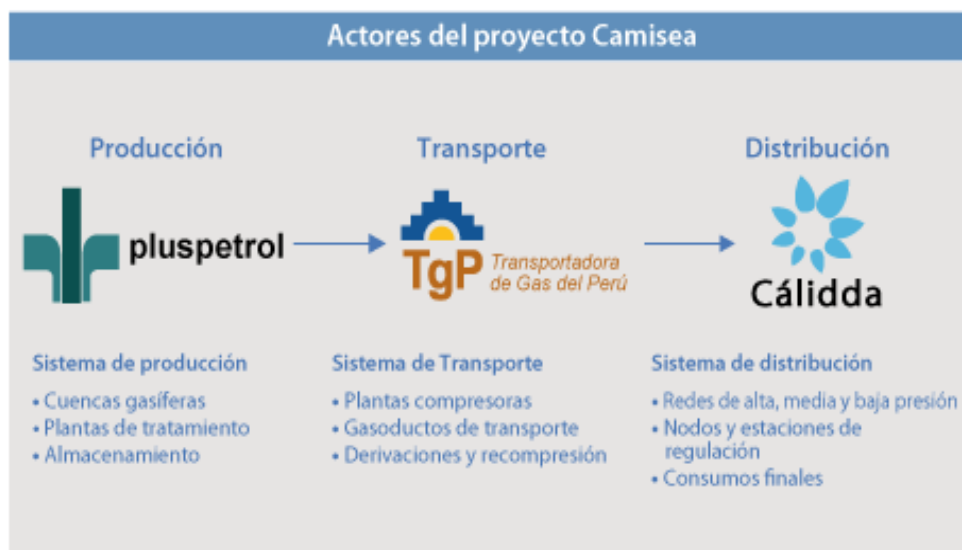 Actores del proyecto Camisea
Producción
Transporte
Distribución
pluspetrol
TgP Transportadora
de Gas del Perú
Cálidda
Sistema de producción
• Cuencas gasíferas
• Plantas de tratamiento
• Almacenamiento
Sistema de Transporte
• Plantas compresoras
• Gasoductos de transporte
• Derivaciones y recompresión
Sistema de distribución
• Redes de alta, media y baja presión
• Nodos y estaciones de
regulación
• Consumos finales